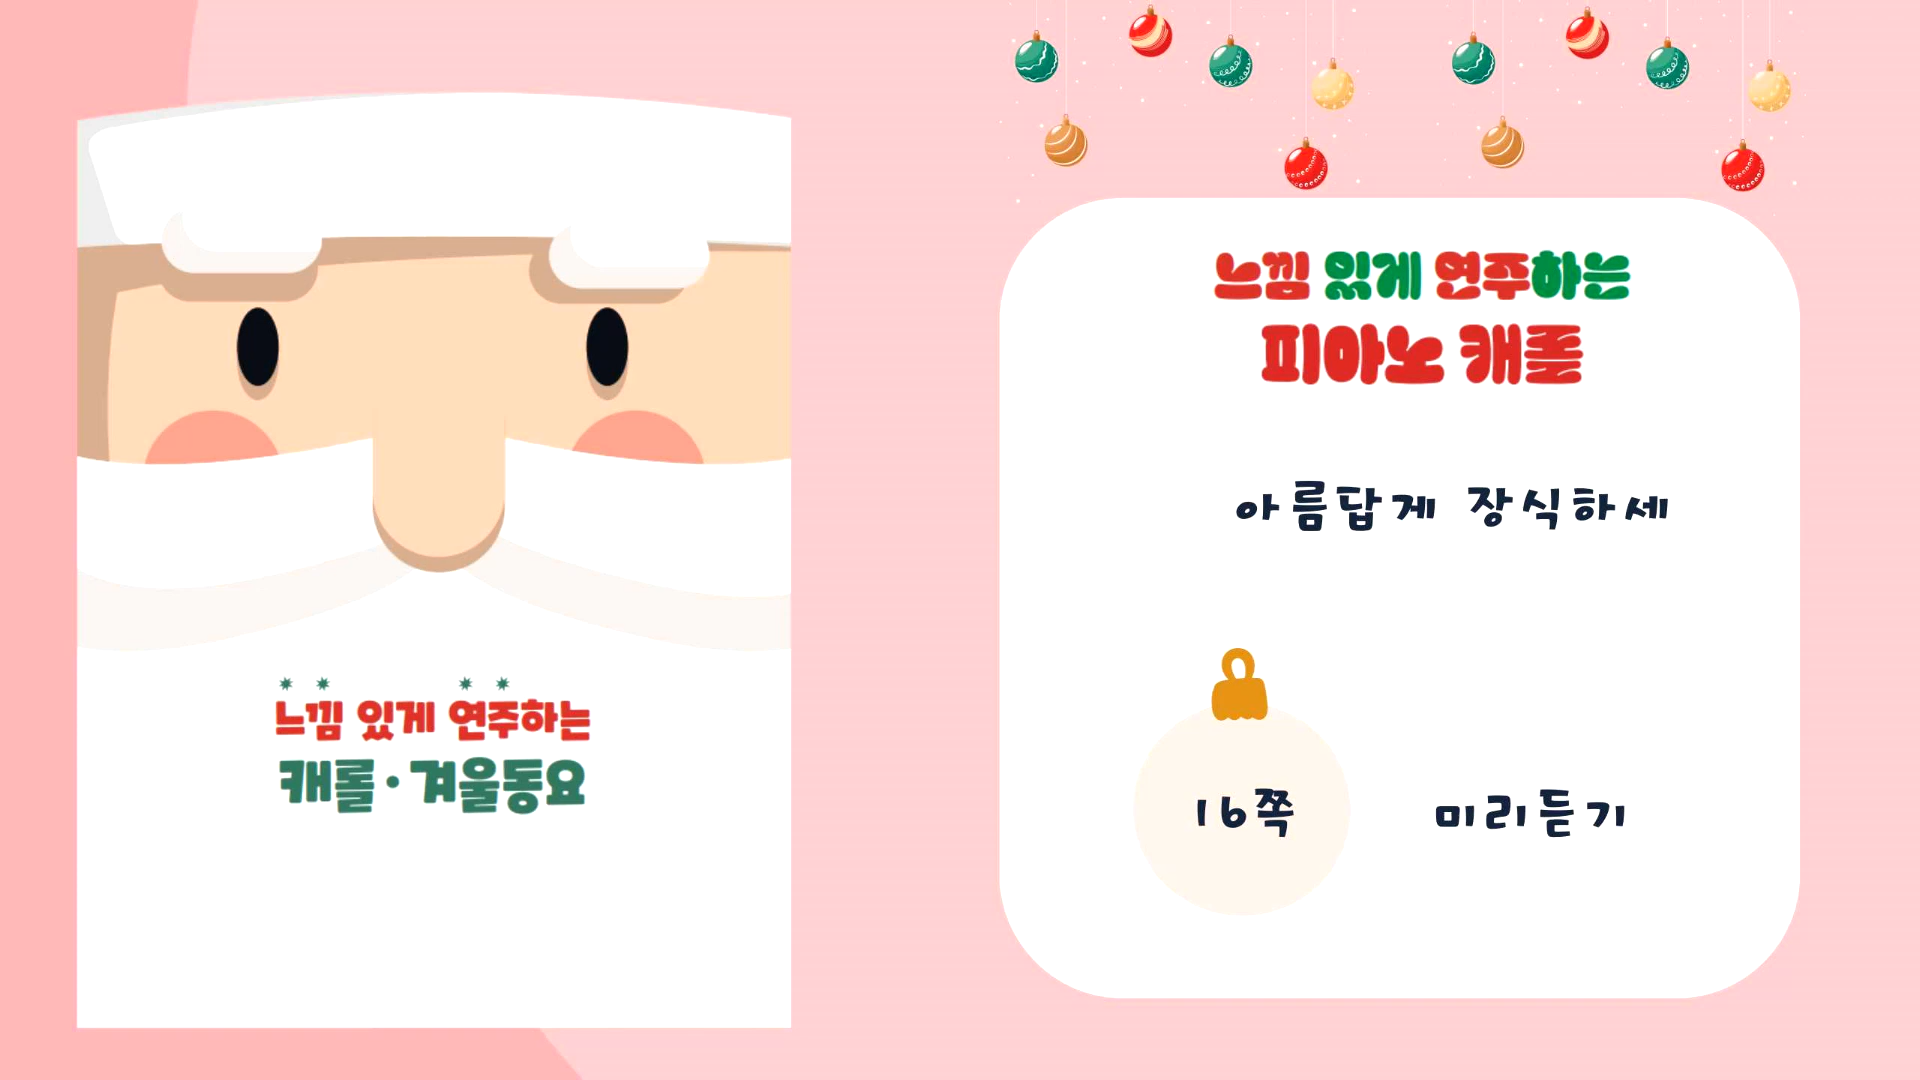 느낌 있게 연주하는
캐롤·겨울동요
느낌 있게 연주하는
피아노 캐롤
아름답게 장식하세
16쪽
미리듣기